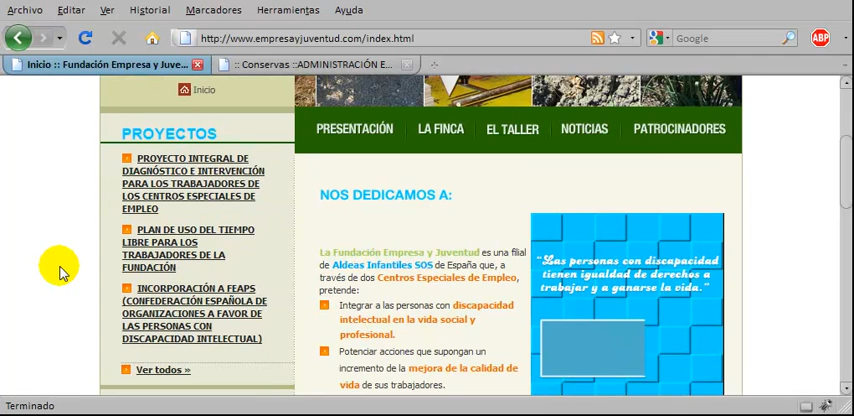 Archivo Editar Ver Historial Marcadores Herramientas Ayuda
http://www.empresayjuventud.com/index.html
Google
ABP
Inicio :: Fundación Empresa y Juve...
:: Conservas ::ADMINISTRACIÓN E...
Inicio
PRESENTACIÓN LA FINCA EL TALLER NOTICIAS PATROCINADORES
PROYECTOS
PROYECTO INTEGRAL DE
DIAGNÓSTICO E INTERVENCIÓN
PARA LOS TRABAJADORES DE
LOS CENTROS ESPECIALES DE
EMPLEO
PLAN DE USO DEL TIEMPO
LIBRE PARA LOS
TRABAJADORES DE LA
FUNDACIÓN
INCORPORACIÓN A FEAPS
(CONFEDERACIÓN ESPAÑOLA DE
ORGANIZACIONES A FAVOR DE
LAS PERSONAS CON
DISCAPACIDAD INTELECTUAL)
Ver todos »
NOS DEDICAMOS A:
La Fundación Empresa y Juventud es una filial
de Aldeas Infantiles SOS de España que, a
través de dos Centros Especiales de Empleo,
pretende:
Integrar a las personas con discapacidad
intelectual en la vida social y
profesional.
Potenciar acciones que supongan un
incremento de la mejora de la calidad de
vida de sus trabajadores.
“Las personas con discapacidad
tienen igualdad de derechos a
trabajar y a ganarse la vida.”
Terminado